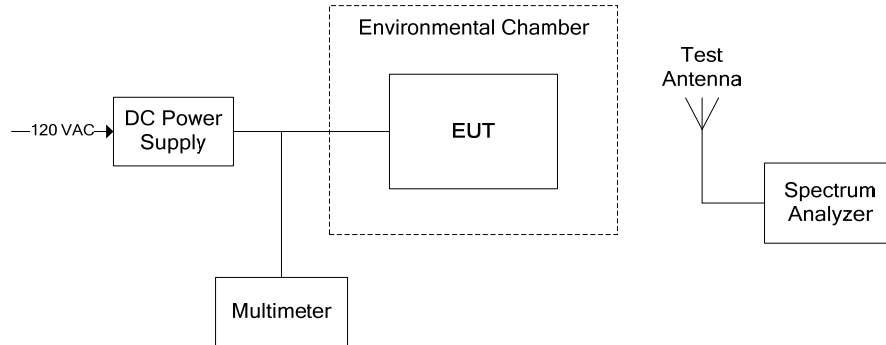 Environmental Chamber
Test
Antenna
120 VAC
DC Power
Supply
EUT
Spectrum
Analyzer
Multimeter